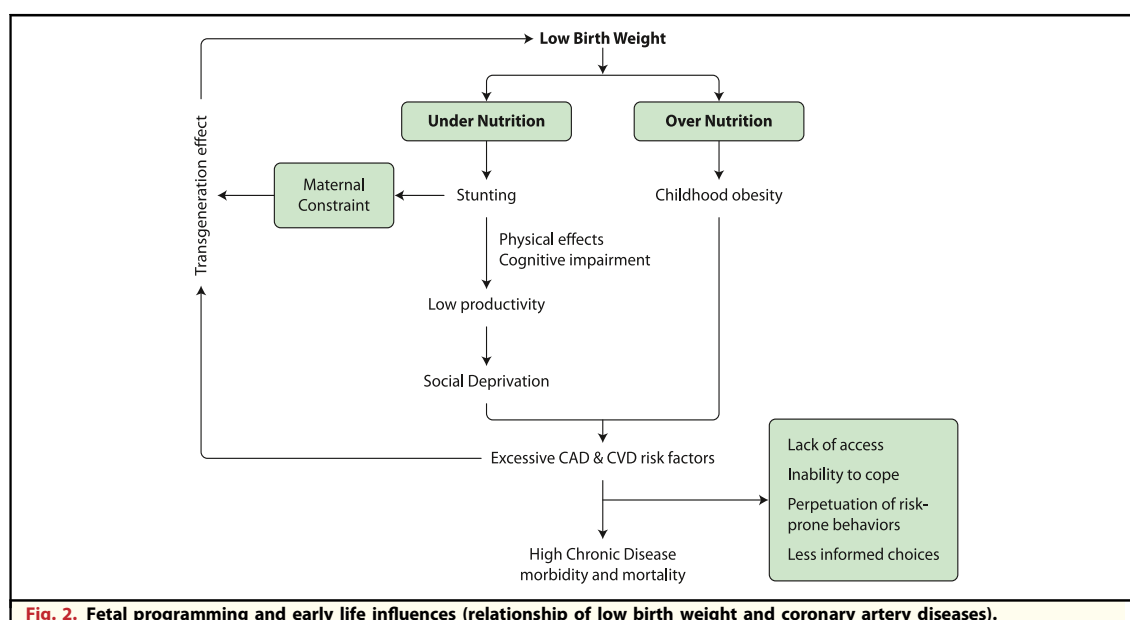 Low Birth Weight
Under Nutrition
Over Nutrition
Transgeneration effect
Maternal
Constraint
Stunting
Childhood obesity
Physical effects
Cognitive impairment
Low productivity
Social Deprivation
Excessive CAD & CVD risk factors
Lack of access
Inability to cope
Perpetuation of risk-
prone behaviors
Less informed choices
High Chronic Disease
morbidity and mortality
Fig. 2. Fetal programming and early life influences (relationship of low birth weight and coronary artery diseases).